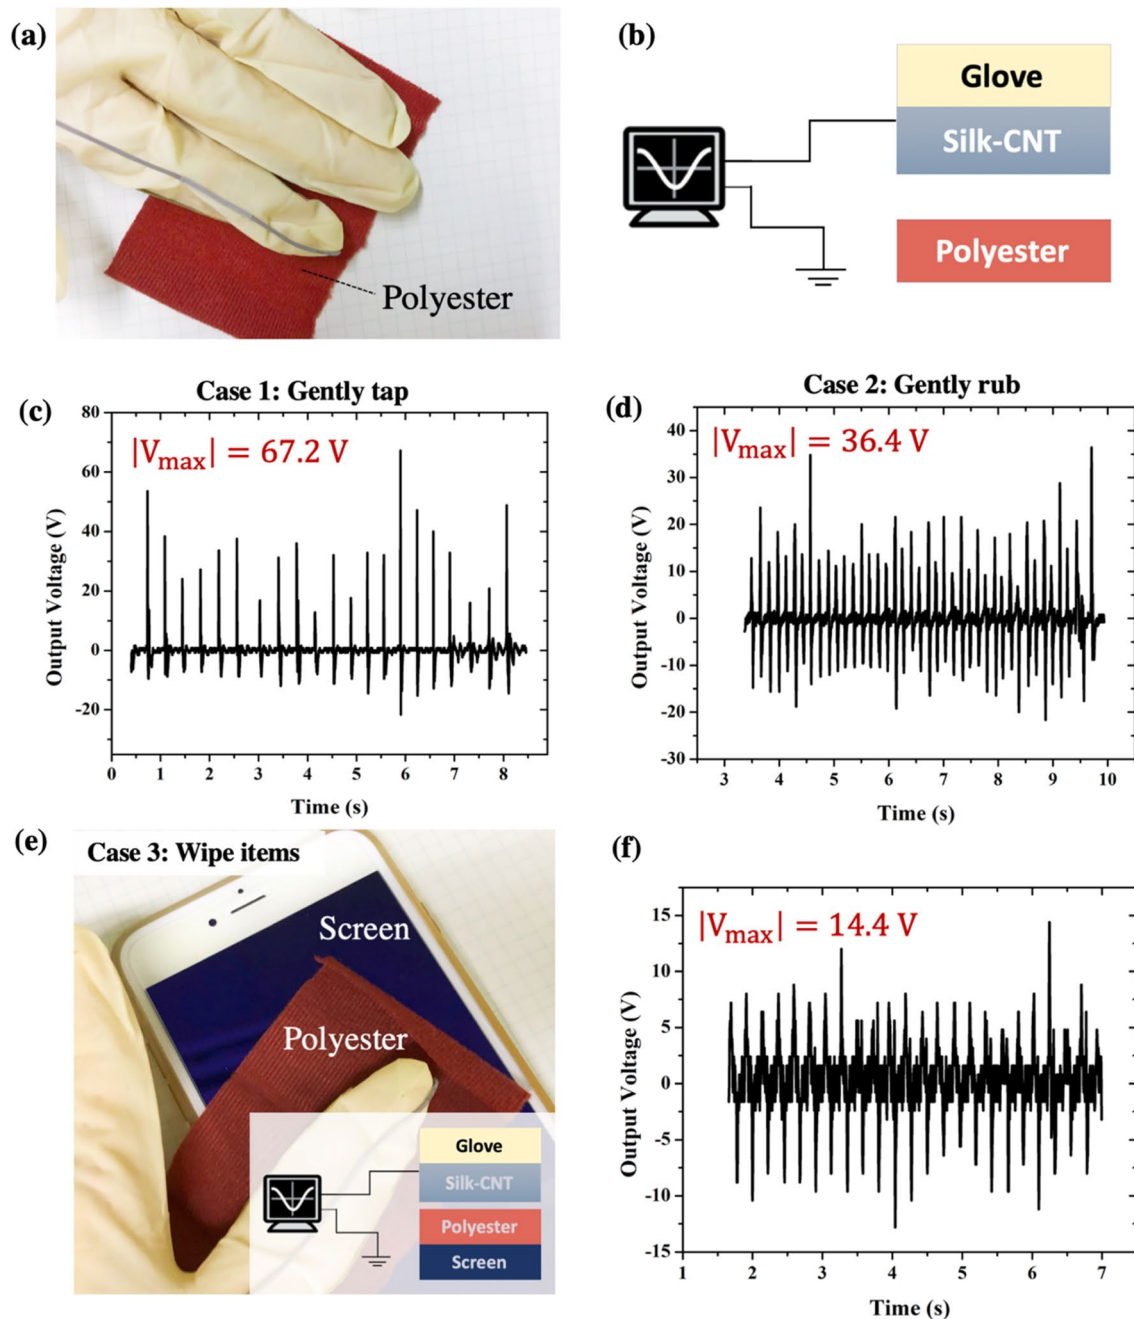 (a)
Polyester
(b)
Glove
Silk-CNT
Polyester
Case 1: Gently tap
(c)
|Vmax| = 67.2 V
Output Voltage (V)
80
60
40
20
0
-20
0 1 2 3 4 5 6 7 8
Time (s)
Case 2: Gently rub
(d)
|Vmax| = 36.4 V
Output Voltage (V)
40
30
20
10
0
-10
-20
-30
3 4 5 6 7 8 9 10
Time (s)
(e)
Case 3: Wipe items
Screen
Polyester
Glove
Silk-CNT
Polyester
Screen
(f)
|Vmax| = 14.4 V
Output Voltage (V)
15
10
5
0
-5
-10
-15
1 2 3 4 5 6 7
Time (s)